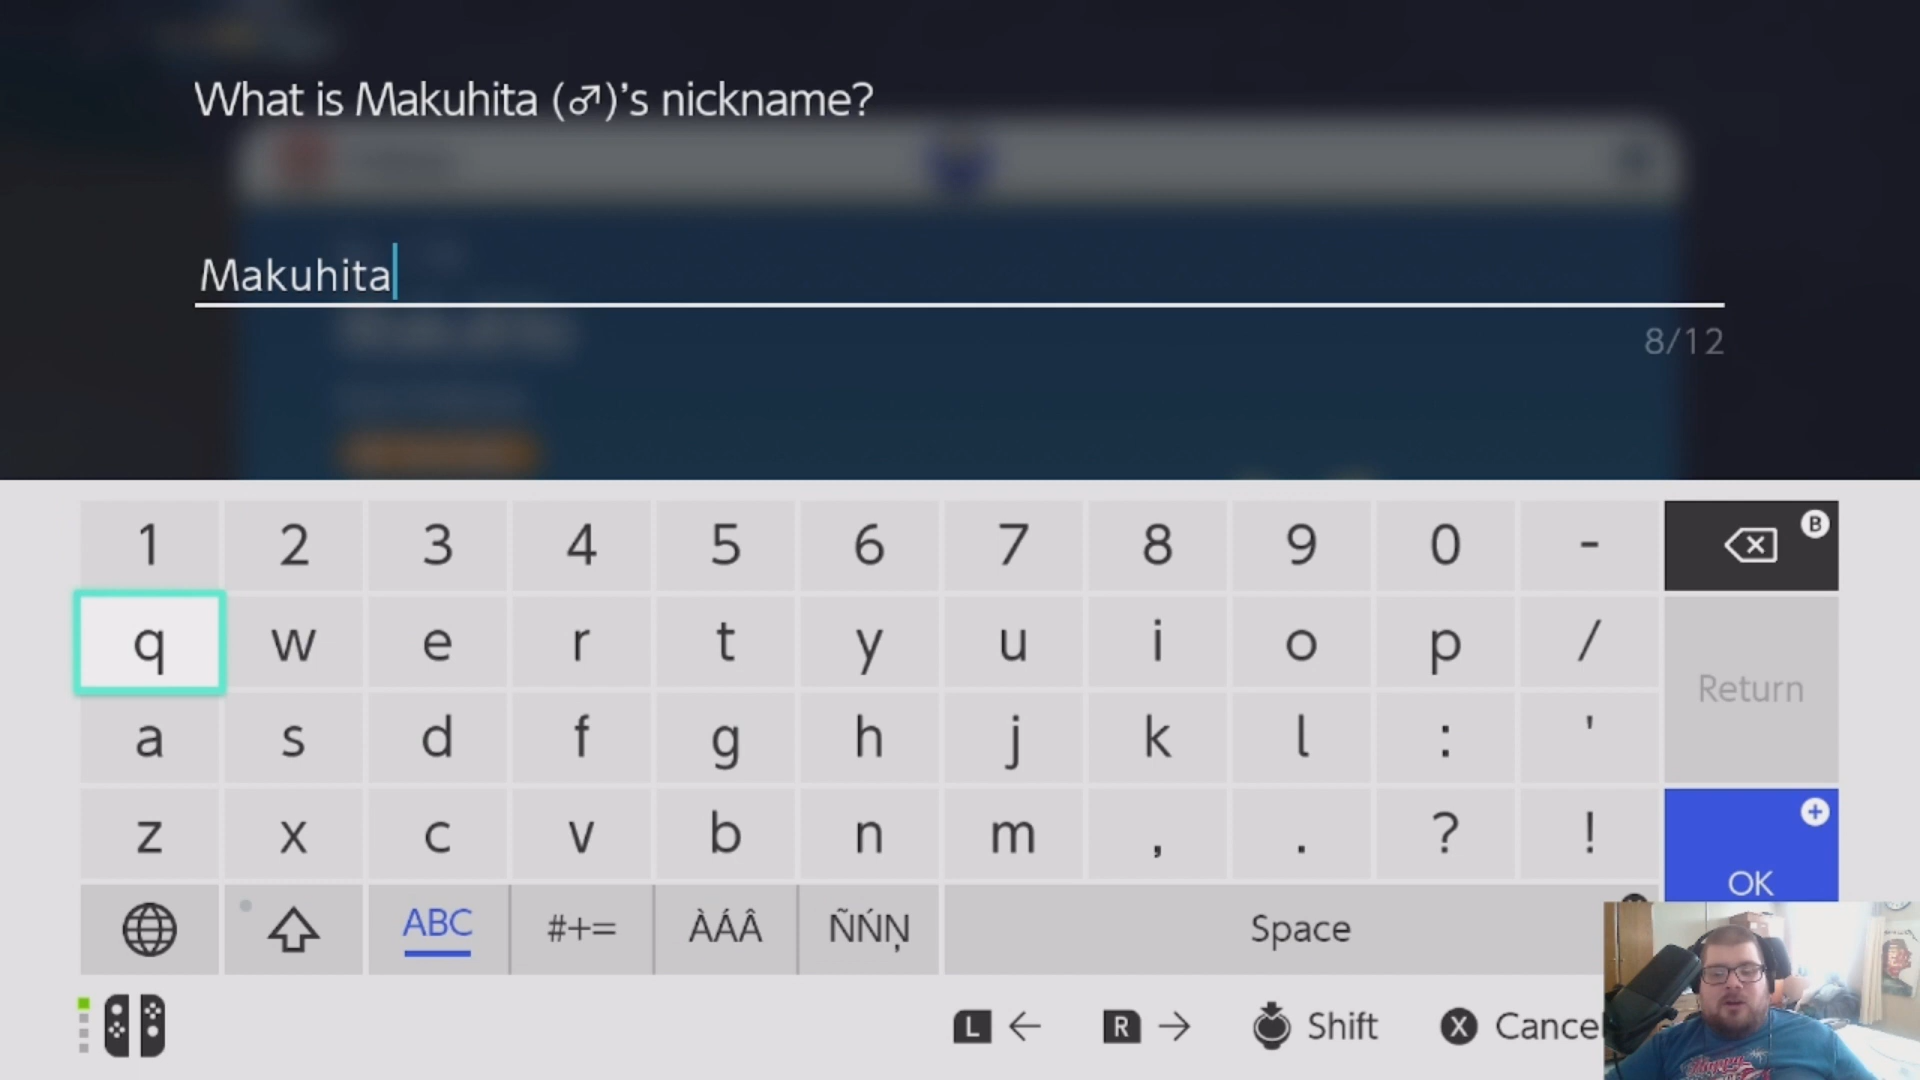 What is Makuhita (♂)'s nickname?
Makuhita
8/12
1 2 3 4 5 6 7 8 9 0 - B
q w e r t y u i o p /
Return
a s d f g h j k l : '
z x c v b n m , . ? ! +
OK
ABC #+= ÀÁÂ ÑŃŅ Space
L ← R → Shift X Cancel